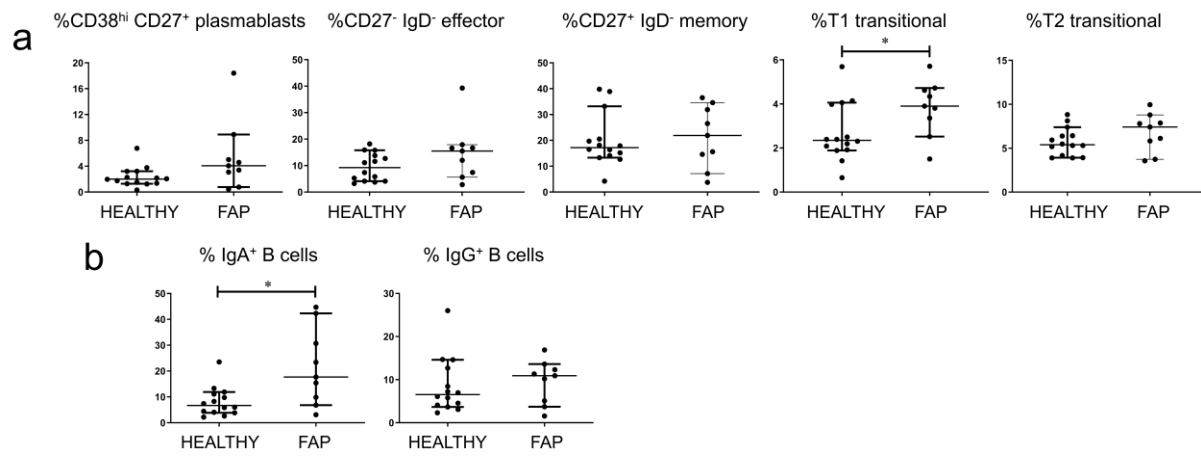 %CD38hi CD27+ plasmablasts %CD27- IgD- effector %CD27+ IgD- memory %T1 transitional %T2 transitional
a
*
20 50 50 6 15
16 40 40
12 30 30 4 10
8 20 20 2 5
4 10 10
0 0 0 0 0
HEALTHY FAP HEALTHY FAP HEALTHY FAP HEALTHY FAP HEALTHY FAP
b
% IgA+ B cells % IgG+ B cells
*
50 30
40
30 20
20 10
10
0 0
HEALTHY FAP HEALTHY FAP